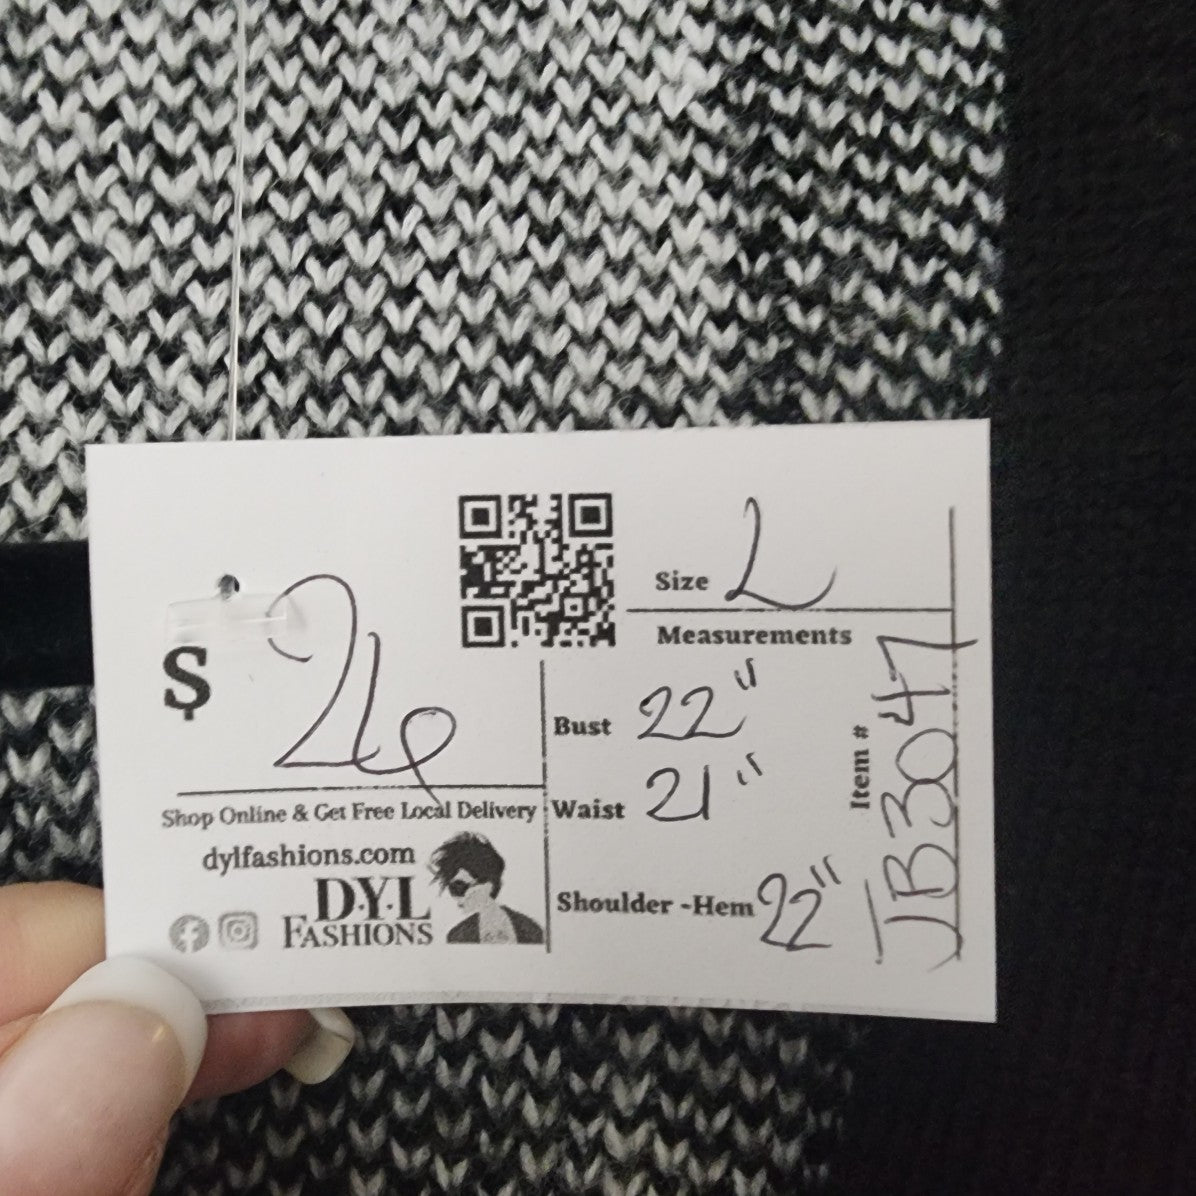 $ 26
Shop Online & Get Free Local Delivery
dylfashions.com
D.Y.L
FASHIONS
Size L
Measurements
Bust 22"
Waist 21"
Shoulder -Hem 22"
Item # JB3047